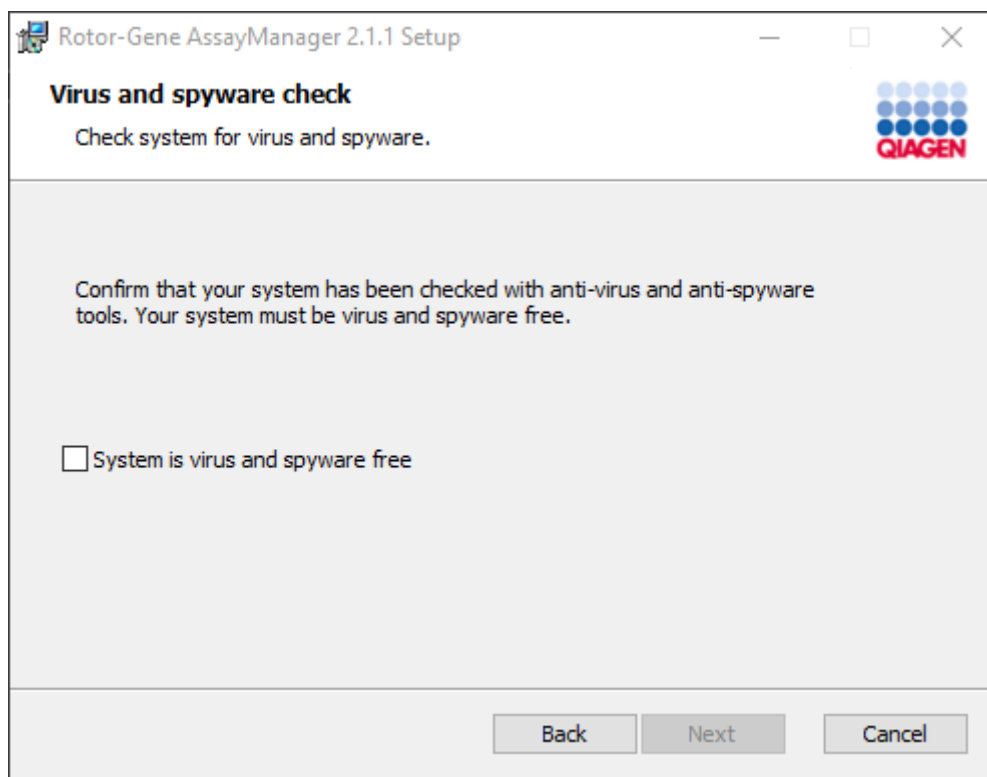 Rotor-Gene AssayManager 2.1.1 Setup
Virus and spyware check
Check system for virus and spyware.
QIAGEN
Confirm that your system has been checked with anti-virus and anti-spyware
tools. Your system must be virus and spyware free.
System is virus and spyware free
Back Next Cancel